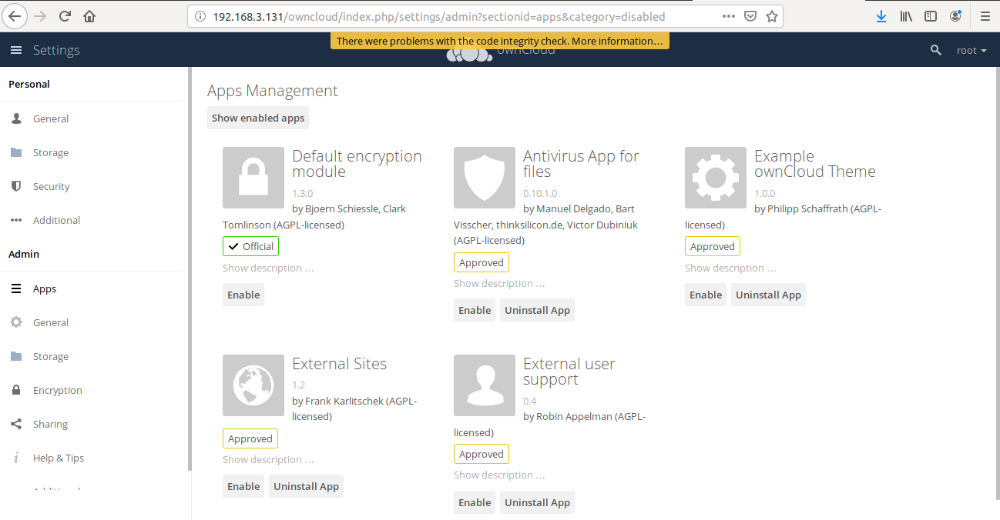 192.168.3.131/owncloud/index.php/settings/admin?sectionid=apps&category=disabled
There were problems with the code integrity check. More information…
Settings
ownCloud
root
Personal
General
Storage
Security
Additional
Admin
Apps
General
Storage
Encryption
Sharing
Help & Tips
Additional
Apps Management
Show enabled apps
Default encryption
module
1.3.0
by Bjoern Schiessle, Clark
Tomlinson (AGPL-licensed)
Official
Show description …
Enable
Antivirus App for
files
0.10.1.0
by Manuel Delgado, Bart
Visscher, thinksilicon.de, Victor Dubiniuk
(AGPL-licensed)
Approved
Show description …
Enable
Uninstall App
Example
ownCloud Theme
1.0.0
by Philipp Schaffrath (AGPL-
licensed)
Approved
Show description …
Enable
Uninstall App
External Sites
1.2
by Frank Karlitschek (AGPL-
licensed)
Approved
Show description …
Enable
Uninstall App
External user
support
0.4
by Robin Appelman (AGPL-
licensed)
Approved
Show description …
Enable
Uninstall App